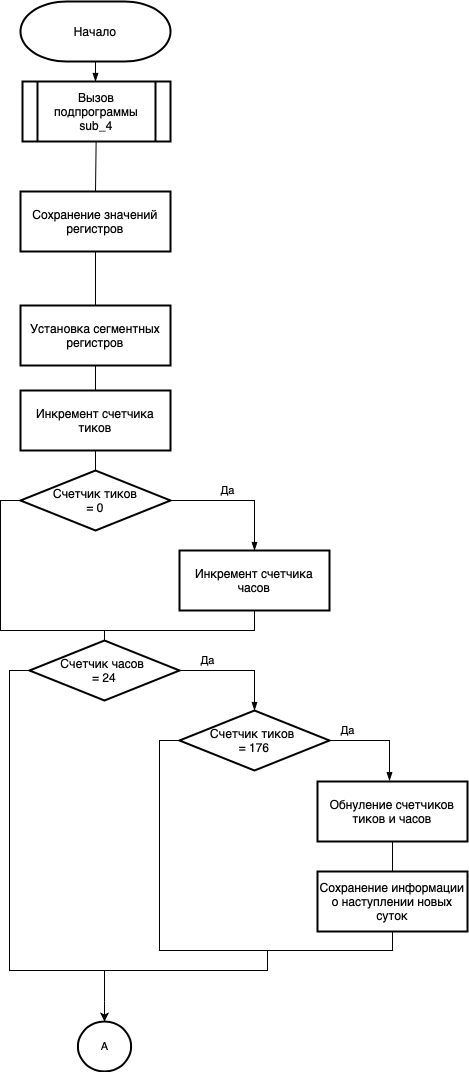 Начало
Вызов
подпрограммы
sub_4
Сохранение значений
регистров
Установка сегментных
регистров
Инкремент счетчика
тиков
Счетчик тиков
= 0
Да
Инкремент счетчика
часов
Счетчик часов
= 24
Да
Счетчик тиков
= 176
Да
Обнуление счетчиков
тиков и часов
Сохранение информации
о наступлении новых
суток
А